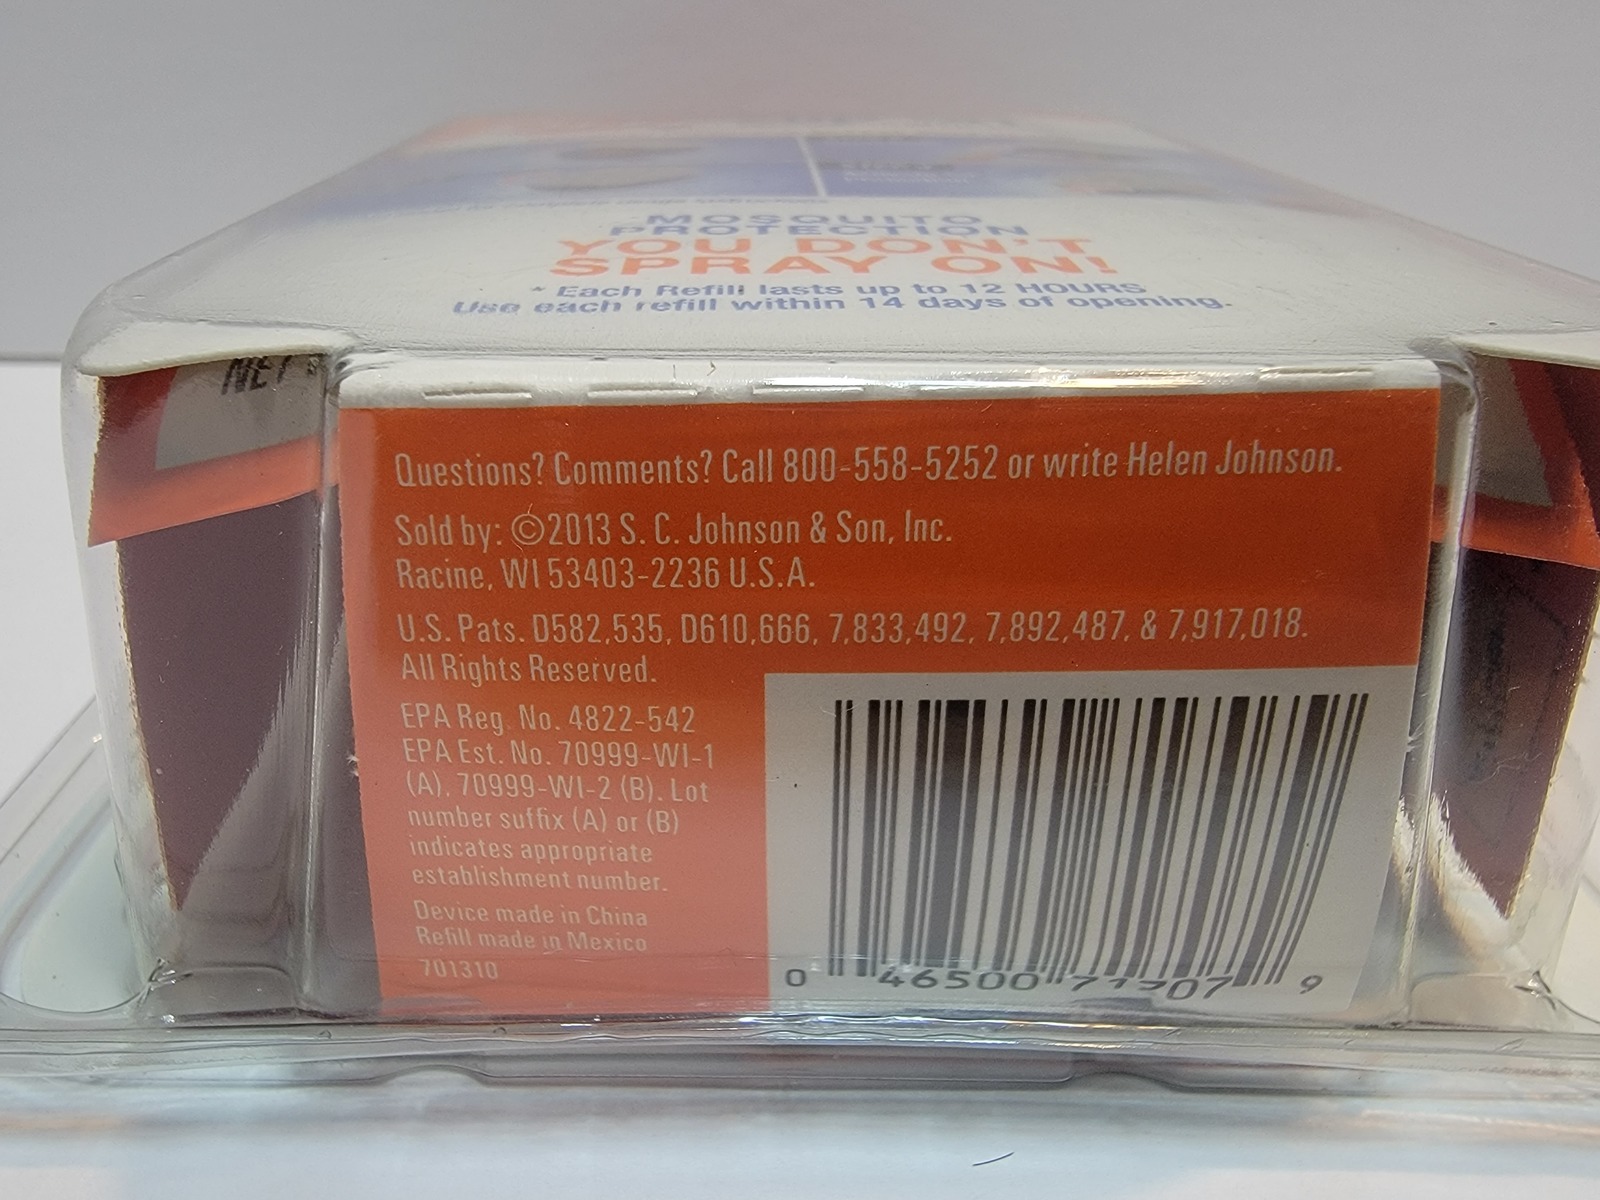 MOSQUITO
PROTECTION
YOU DON'T
SPRAY ON!
* Each Refill lasts up to 12 HOURS
Use each refill within 14 days of opening.
NET
Questions? Comments? Call 800-558-5252 or write Helen Johnson.
Sold by: ©2013 S. C. Johnson & Son, Inc.
Racine, WI 53403-2236 U.S.A.
U.S. Pats. D582,535, D610,666, 7,833,492, 7,892,487, & 7,917,018.
All Rights Reserved.
EPA Reg. No. 4822-542
EPA Est. No. 70999-WI-1
(A), 70999-WI-2 (B). Lot
number suffix (A) or (B)
indicates appropriate
establishment number.
Device made in China
Refill made in Mexico
701310
0 46500 71207 9